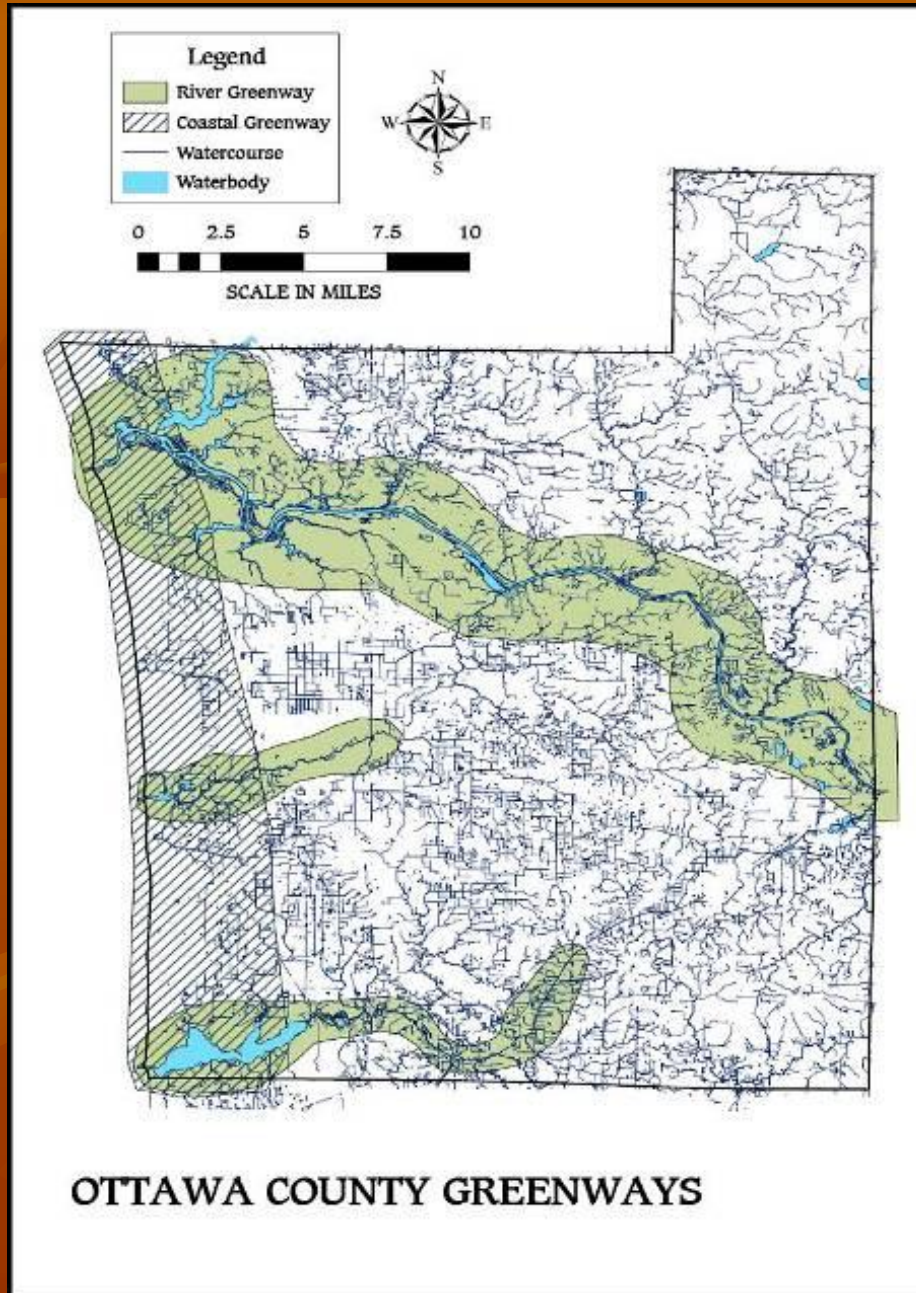 Legend
River Greenway
Coastal Greenway
Watercourse
Waterbody
N
W E
S
0 2.5 5 7.5 10
SCALE IN MILES
OTTAWA COUNTY GREENWAYS